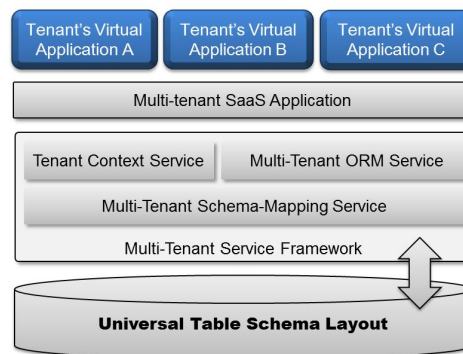 Tenant's Virtual
Application A
Tenant's Virtual
Application B
Tenant's Virtual
Application C
Multi-tenant SaaS Application
Tenant Context Service
Multi-Tenant ORM Service
Multi-Tenant Schema-Mapping Service
Multi-Tenant Service Framework
Universal Table Schema Layout